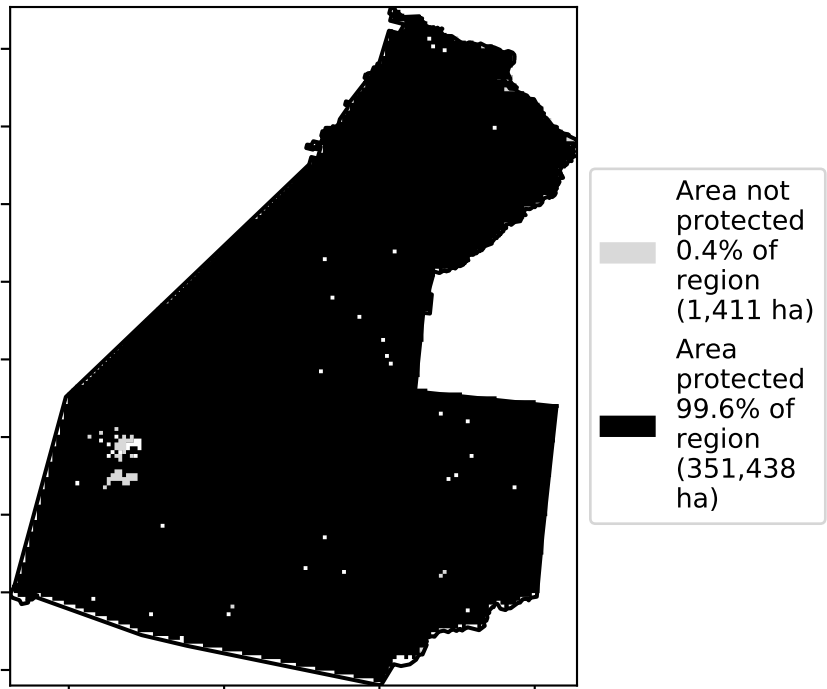 Area not
protected
0.4% of
region
(1,411 ha)
Area
protected
99.6% of
region
(351,438
ha)